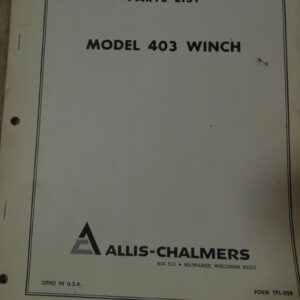 PARTS LIST
MODEL 403 WINCH
ALLIS-CHALMERS
BOX 512 • MILWAUKEE, WISCONSIN 53201
LITHO IN U.S.A.
FORM. TPL-558